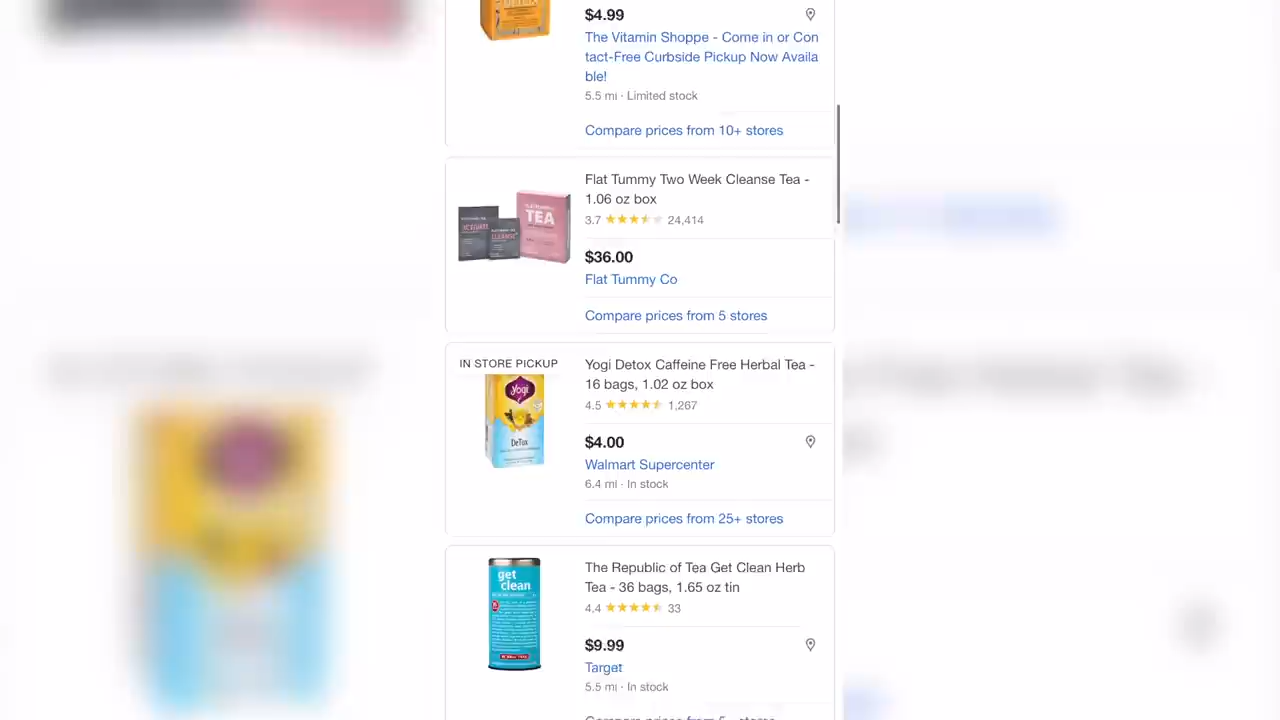 $4.99
The Vitamin Shoppe - Come in or Con
tact-Free Curbside Pickup Now Availa
ble!
5.5 mi · Limited stock
Compare prices from 10+ stores
Flat Tummy Two Week Cleanse Tea -
1.06 oz box
3.7 24,414
$36.00
Flat Tummy Co
Compare prices from 5 stores
TEA
IN STORE PICKUP
Yogi Detox Caffeine Free Herbal Tea -
16 bags, 1.02 oz box
4.5 1,267
$4.00
Walmart Supercenter
6.4 mi · In stock
Compare prices from 25+ stores
yogi
DeTox
The Republic of Tea Get Clean Herb
Tea - 36 bags, 1.65 oz tin
4.4 33
$9.99
Target
5.5 mi · In stock
get
clean